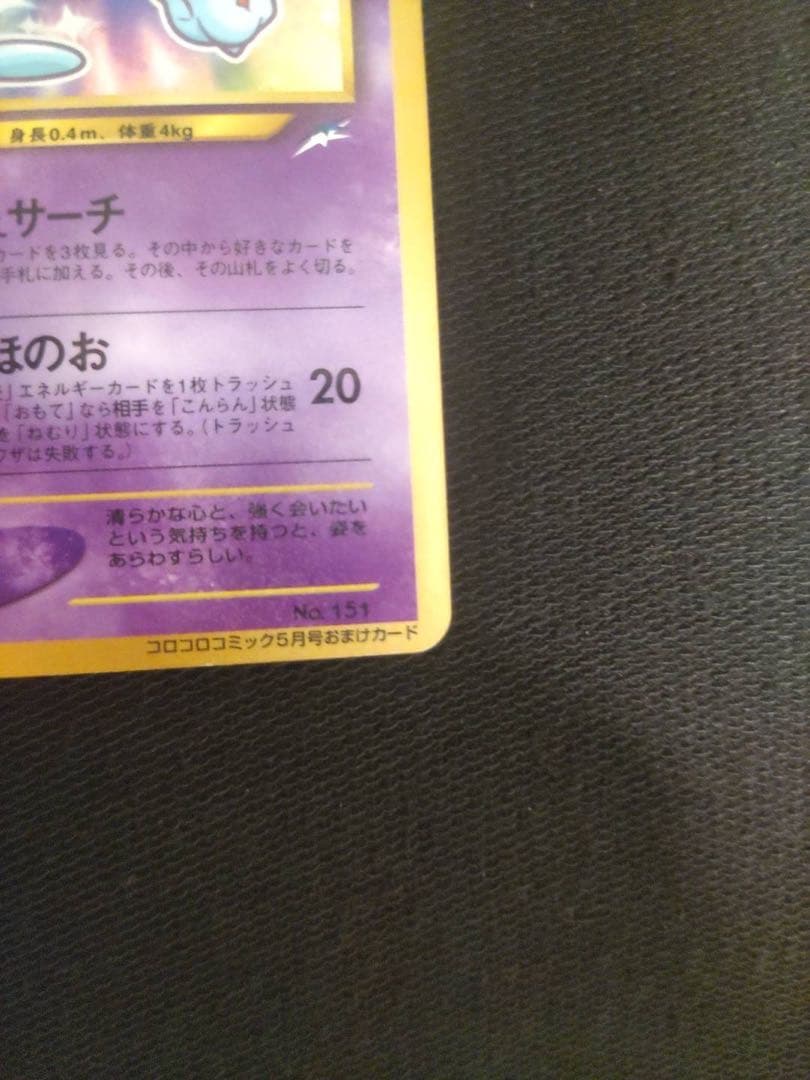 身長0.4m、体重4kg
サーチ
カードを3枚見る。その中から好きなカードを
手札に加える。その後、その山札をよく切る。
ほのお
」エネルギーカードを1枚トラッシュ
「おもて」なら相手を「こんらん」状態
「ねむり」状態にする。(トラッシュ
ワザは失敗する。)
20
清らかな心と、強く会いたい
という気持ちを持つと、姿を
あらわすらしい。
No. 151
コロコロコミック5月号おまけカード